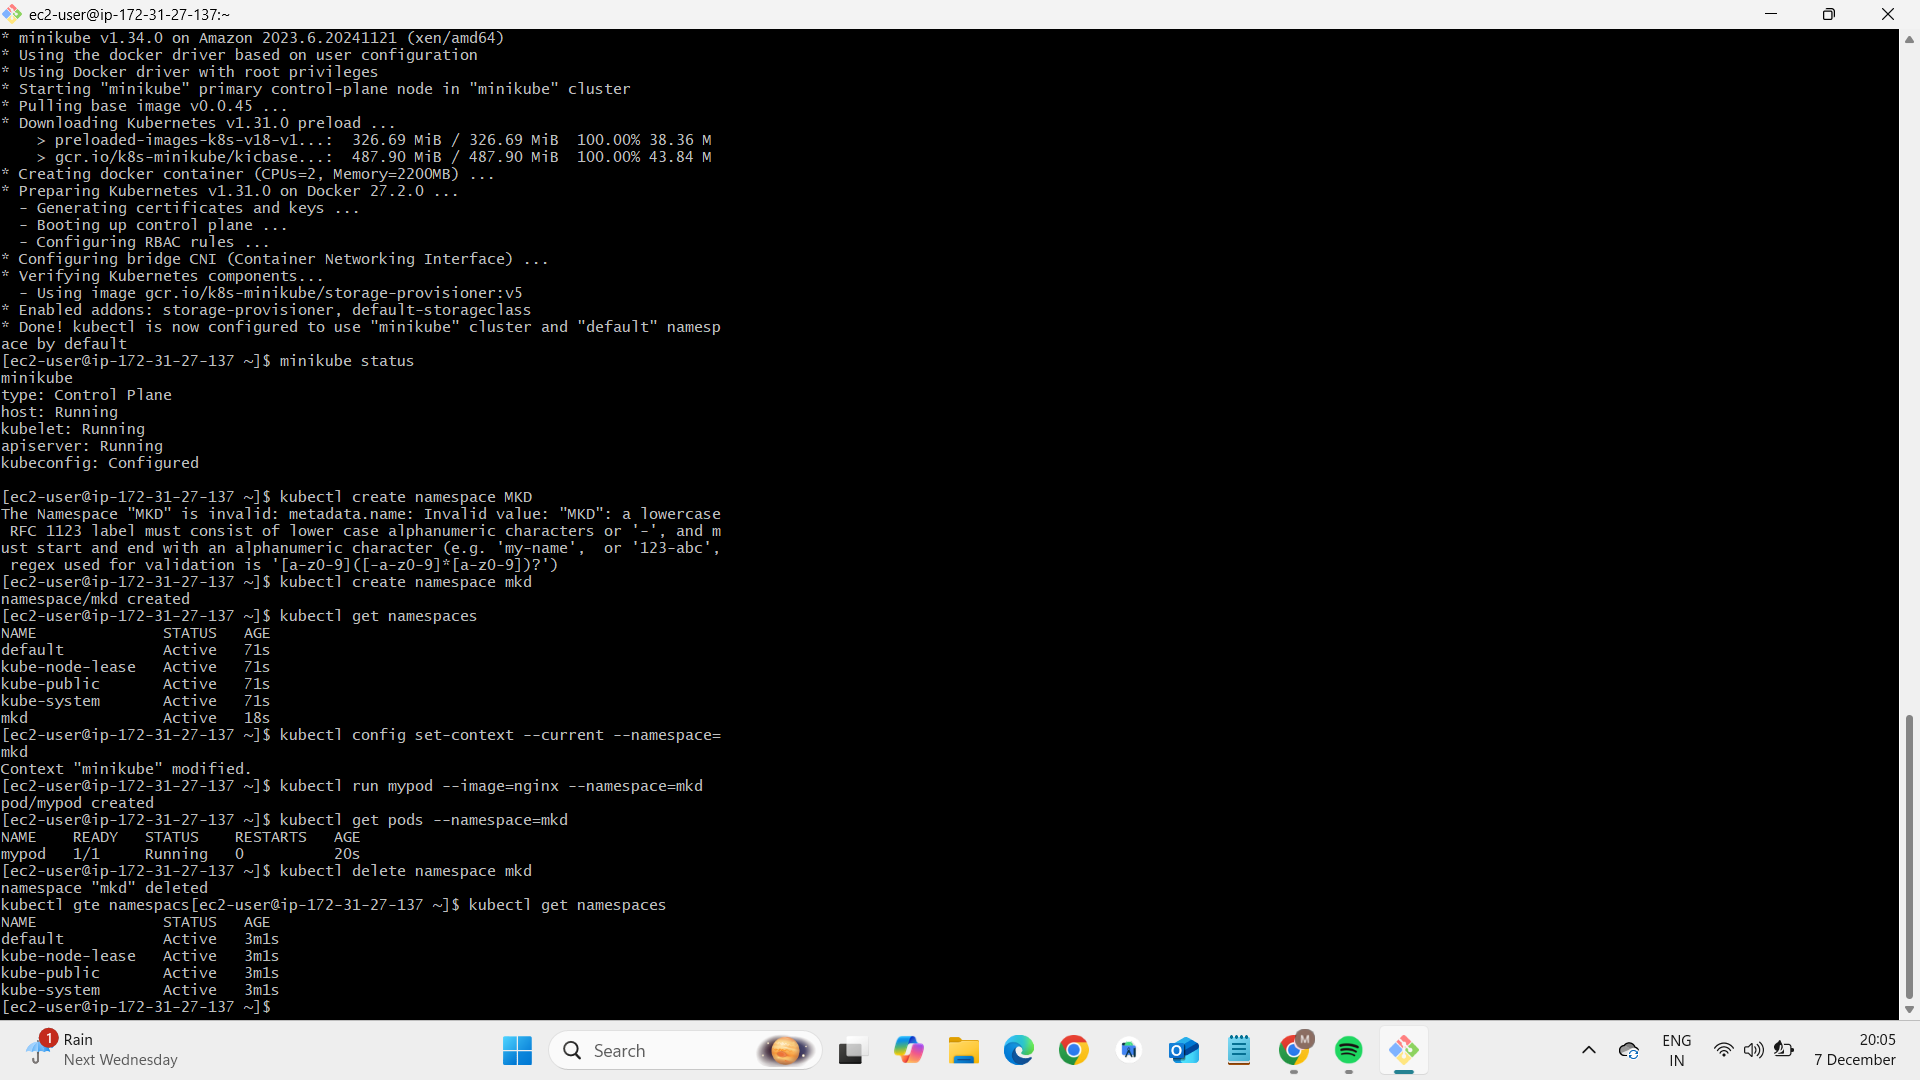 ec2-user@ip-172-31-27-137:~
* minikube v1.34.0 on Amazon 2023.6.20241121 (xen/amd64)
* Using the docker driver based on user configuration
* Using Docker driver with root privileges
* Starting "minikube" primary control-plane node in "minikube" cluster
* Pulling base image v0.0.45 ...
* Downloading Kubernetes v1.31.0 preload ...
    > preloaded-images-k8s-v18-v1...:  326.69 MiB / 326.69 MiB  100.00% 38.36 M
    > gcr.io/k8s-minikube/kicbase...:  487.90 MiB / 487.90 MiB  100.00% 43.84 M
* Creating docker container (CPUs=2, Memory=2200MB) ...
* Preparing Kubernetes v1.31.0 on Docker 27.2.0 ...
  - Generating certificates and keys ...
  - Booting up control plane ...
  - Configuring RBAC rules ...
* Configuring bridge CNI (Container Networking Interface) ...
* Verifying Kubernetes components...
  - Using image gcr.io/k8s-minikube/storage-provisioner:v5
* Enabled addons: storage-provisioner, default-storageclass
* Done! kubectl is now configured to use "minikube" cluster and "default" namesp
ace by default
[ec2-user@ip-172-31-27-137 ~]$ minikube status
minikube
type: Control Plane
host: Running
kubelet: Running
apiserver: Running
kubeconfig: Configured
[ec2-user@ip-172-31-27-137 ~]$ kubectl create namespace MKD
The Namespace "MKD" is invalid: metadata.name: Invalid value: "MKD": a lowercase
 RFC 1123 label must consist of lower case alphanumeric characters or '-', and m
ust start and end with an alphanumeric character (e.g. 'my-name',  or '123-abc',
 regex used for validation is '[a-z0-9]([-a-z0-9]*[a-z0-9])?')
[ec2-user@ip-172-31-27-137 ~]$ kubectl create namespace mkd
namespace/mkd created
[ec2-user@ip-172-31-27-137 ~]$ kubectl get namespaces
NAME              STATUS   AGE
default           Active   71s
kube-node-lease   Active   71s
kube-public       Active   71s
kube-system       Active   71s
mkd               Active   18s
[ec2-user@ip-172-31-27-137 ~]$ kubectl config set-context --current --namespace=
mkd
Context "minikube" modified.
[ec2-user@ip-172-31-27-137 ~]$ kubectl run mypod --image=nginx --namespace=mkd
pod/mypod created
[ec2-user@ip-172-31-27-137 ~]$ kubectl get pods --namespace=mkd
NAME    READY   STATUS    RESTARTS   AGE
mypod   1/1     Running   0          20s
[ec2-user@ip-172-31-27-137 ~]$ kubectl delete namespace mkd
namespace "mkd" deleted
kubectl gte namespacs[ec2-user@ip-172-31-27-137 ~]$ kubectl get namespaces
NAME              STATUS   AGE
default           Active   3m1s
kube-node-lease   Active   3m1s
kube-public       Active   3m1s
kube-system       Active   3m1s
[ec2-user@ip-172-31-27-137 ~]$
1
Rain
Next Wednesday
Search
M
ENG
IN
20:05
7 December